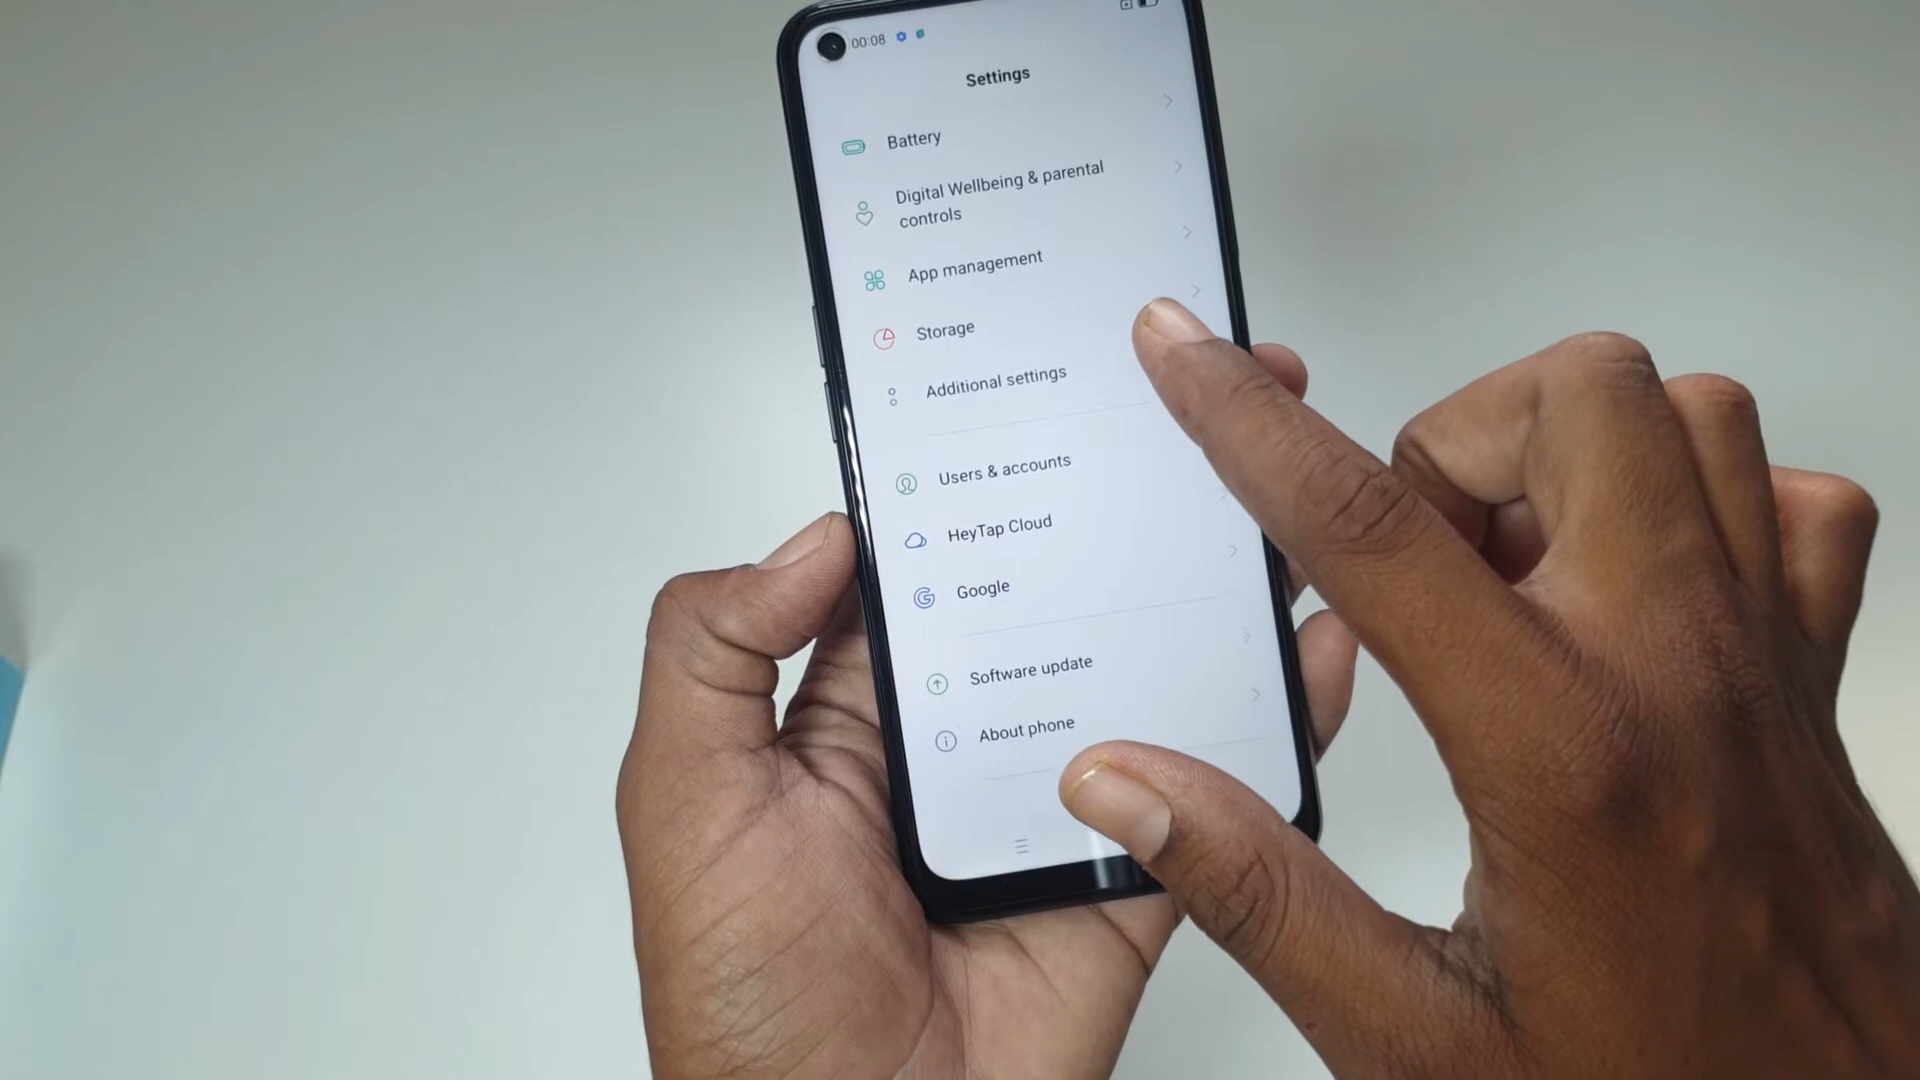 00:08
Settings
Battery
Digital Wellbeing & parental
controls
App management
Storage
Additional settings
Users & accounts
HeyTap Cloud
Google
Software update
About phone